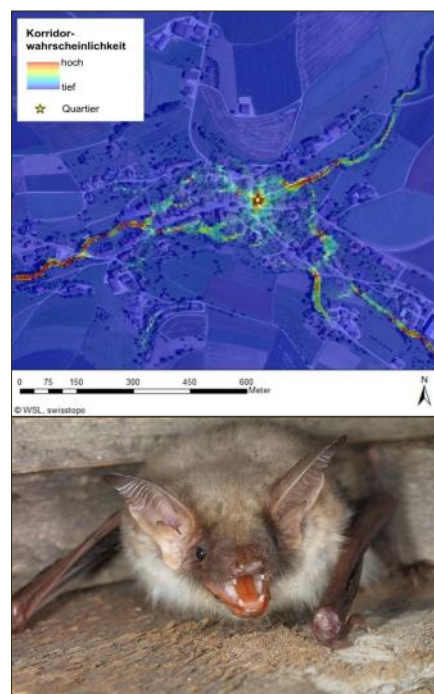 Korridor-
wahrscheinlichkeit
hoch
tief
Quartier
0 75 150 300 450 600
Meter
N
© WSL, swisstopo